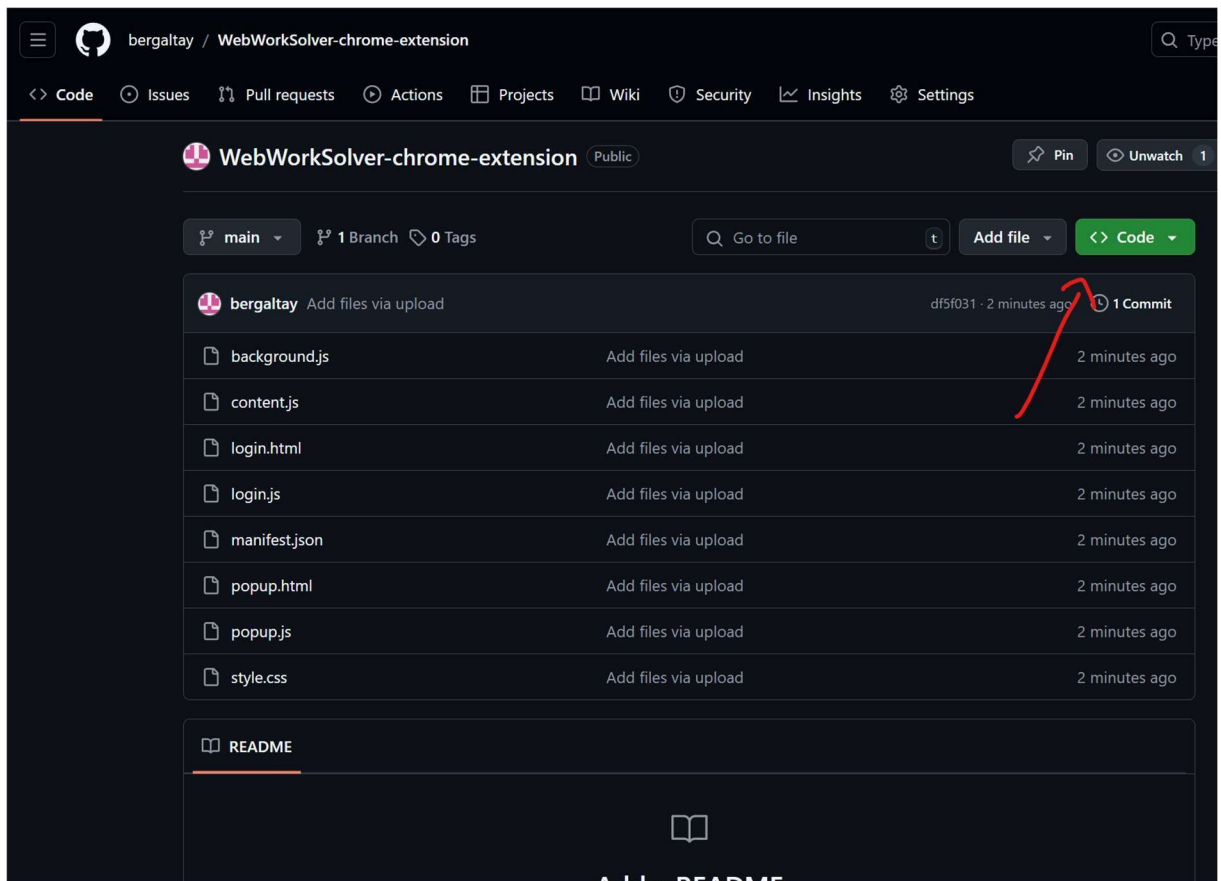 bergaltay / WebWorkSolver-chrome-extension
Type
Code Issues Pull requests Actions Projects Wiki Security Insights Settings
WebWorkSolver-chrome-extension Public Pin Unwatch 1
main 1 Branch 0 Tags Go to file t Add file Code
bergaltay Add files via upload df5f031 · 2 minutes ago 1 Commit
background.js Add files via upload 2 minutes ago
content.js Add files via upload 2 minutes ago
login.html Add files via upload 2 minutes ago
login.js Add files via upload 2 minutes ago
manifest.json Add files via upload 2 minutes ago
popup.html Add files via upload 2 minutes ago
popup.js Add files via upload 2 minutes ago
style.css Add files via upload 2 minutes ago
README